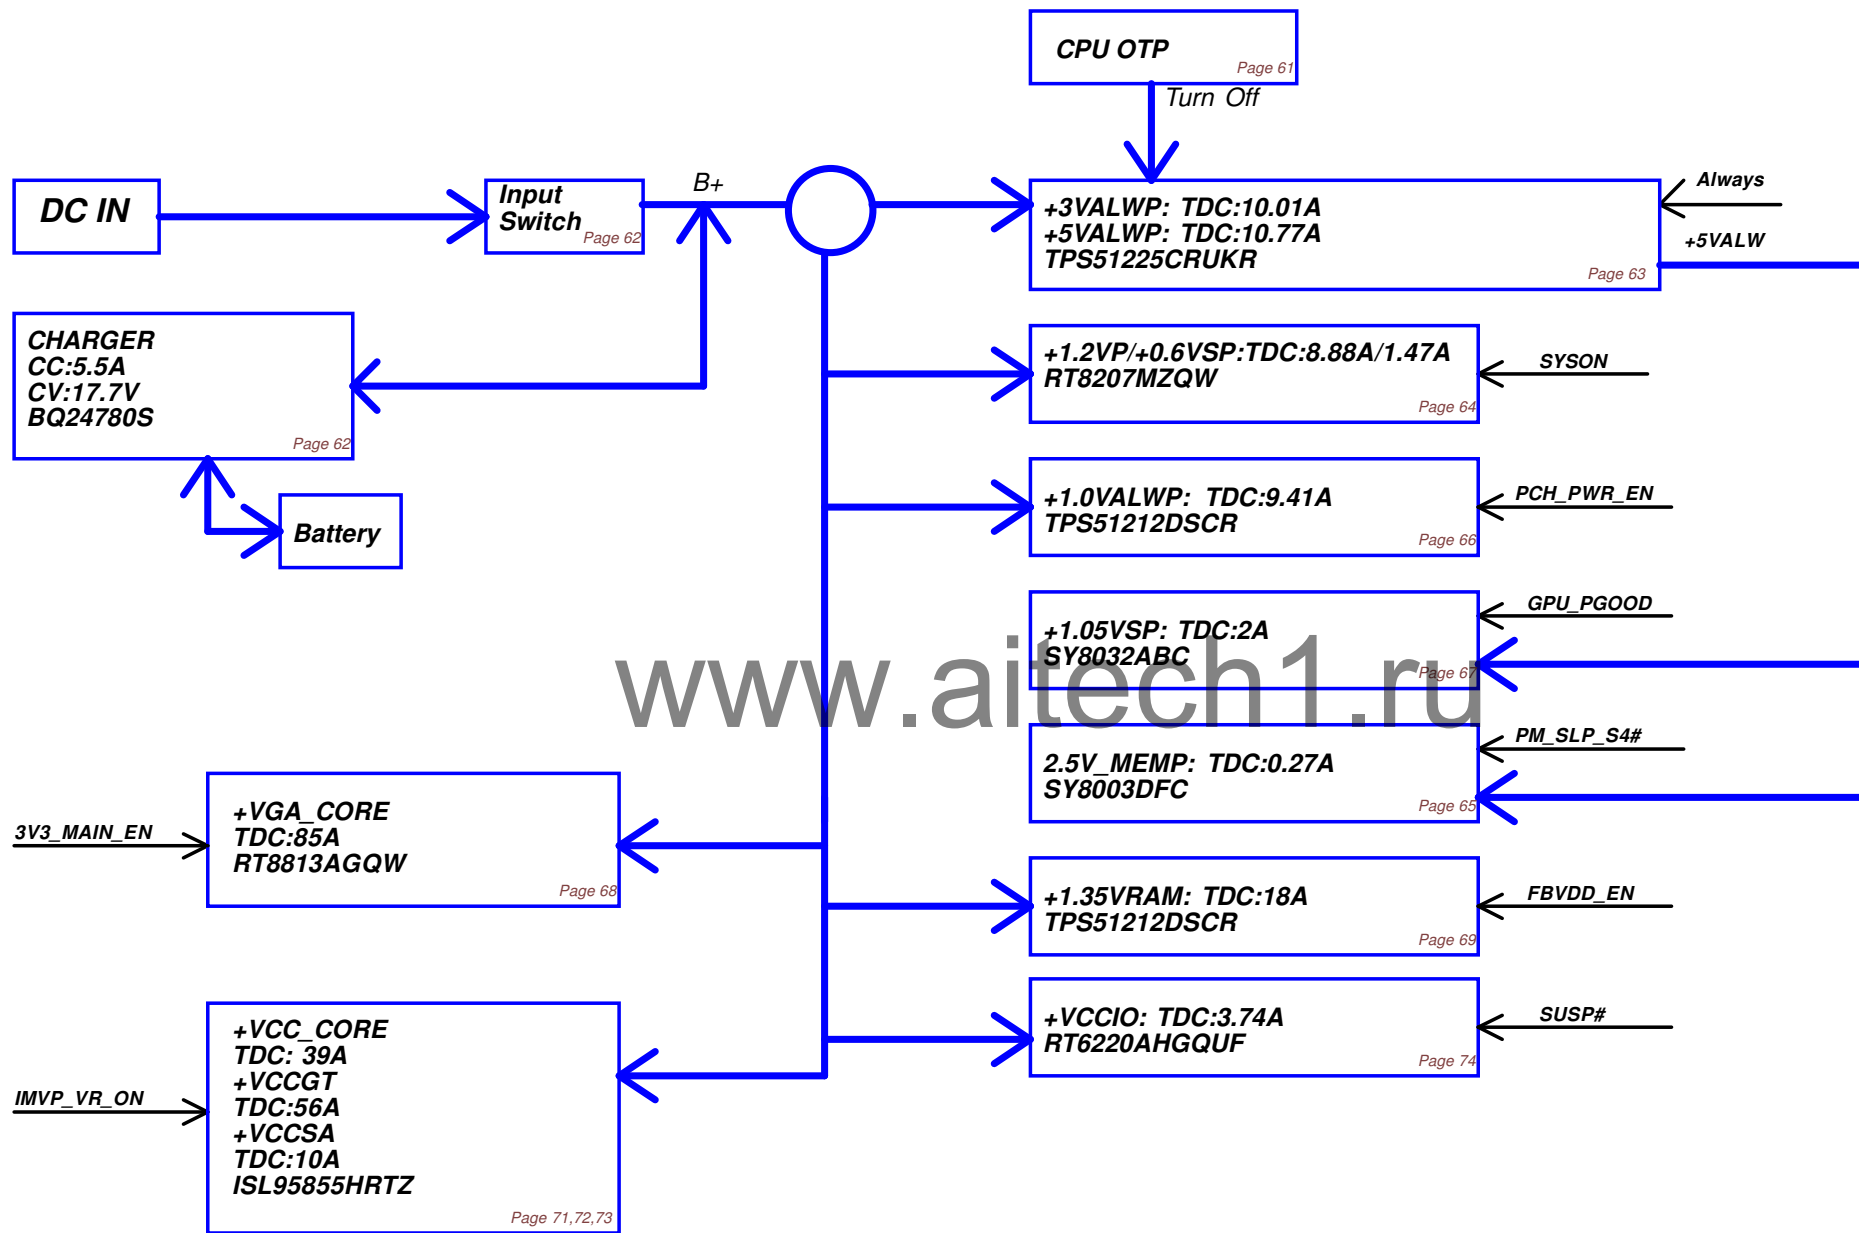 CPU OTP
Page 61
Turn Off
DC IN
Input
Switch
Page 62
B+
+3VALWP: TDC:10.01A
+5VALWP: TDC:10.77A
TPS51225CRUKR
Page 63
Always
+5VALW
CHARGER
CC:5.5A
CV:17.7V
BQ24780S
Page 62
Battery
+1.2VP/+0.6VSP:TDC:8.88A/1.47A
RT8207MZQW
Page 64
SYSON
+1.0VALWP: TDC:9.41A
TPS51212DSCR
Page 66
PCH_PWR_EN
+1.05VSP: TDC:2A
SY8032ABC
Page 67
GPU_PGOOD
www.aitech1.ru
2.5V_MEMP: TDC:0.27A
SY8003DFC
Page 65
PM_SLP_S4#
3V3_MAIN_EN
+VGA_CORE
TDC:85A
RT8813AGQW
Page 68
+1.35VRAM: TDC:18A
TPS51212DSCR
Page 69
FBVDD_EN
+VCCIO: TDC:3.74A
RT6220AHGQUF
Page 74
SUSP#
IMVP_VR_ON
+VCC_CORE
TDC: 39A
+VCCGT
TDC:56A
+VCCSA
TDC:10A
ISL95855HRTZ
Page 71,72,73